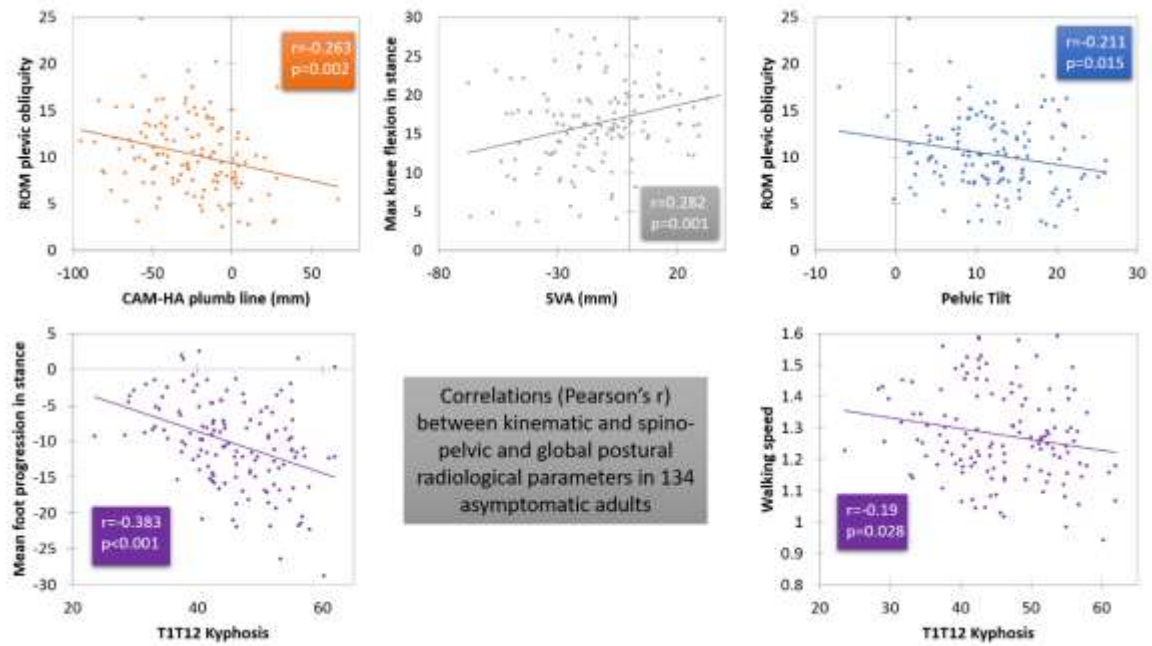 25
20
15
10
5
0
ROM plevic obliquity
r=-0.263
p=0.002
-100
-50
0
50
CAM-HA plumb line (mm)
30
25
20
15
10
5
0
Max knee flexion in stance
r=0.282
p=0.001
-80
-30
20
SVA (mm)
25
20
15
10
5
0
ROM plevic obliquity
r=-0.211
p=0.015
-10
0
10
20
30
Pelvic Tilt
5
0
-5
-10
-15
-20
-25
-30
Mean foot progression in stance
r=-0.383
p<0.001
20
40
60
T1T12 Kyphosis
Correlations (Pearson's r)
between kinematic and spino-
pelvic and global postural
radiological parameters in 134
asymptomatic adults
1.6
1.5
1.4
1.3
1.2
1.1
1
0.9
0.8
Walking speed
r=-0.19
p=0.028
20
30
40
50
60
T1T12 Kyphosis